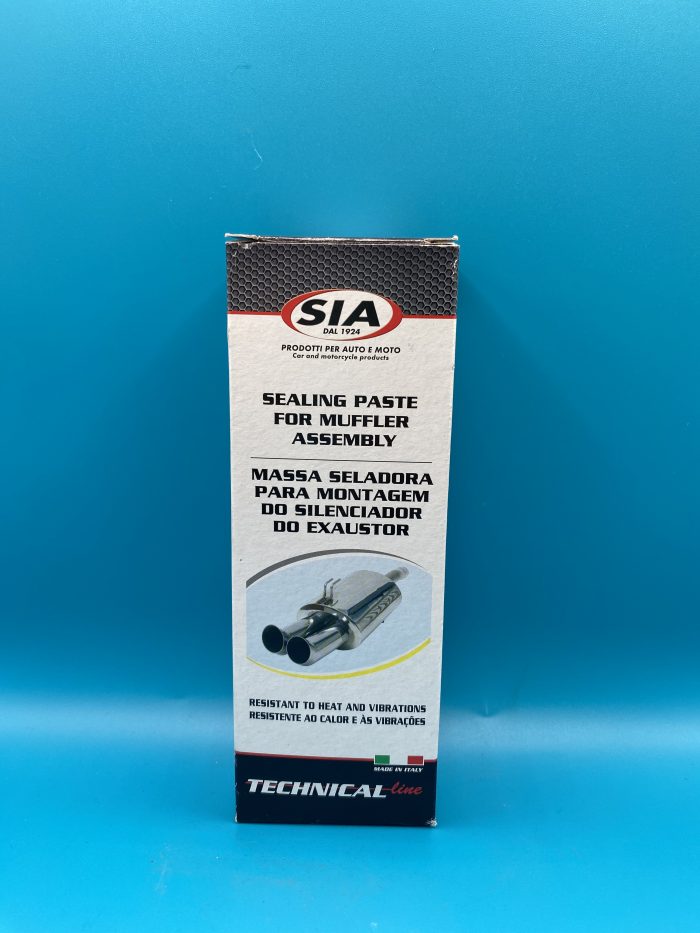 SIA
DAL 1924
PRODOTTI PER AUTO E MOTO
Car and motorcycle products
SEALING PASTE
FOR MUFFLER
ASSEMBLY
MASSA SELADORA
PARA MONTAGEM
DO SILENCIADOR
DO EXAUSTOR
RESISTANT TO HEAT AND VIBRATIONS
RESISTENTE AO CALOR E ÀS VIBRAÇÕES
MADE IN ITALY
TECHNICAL line